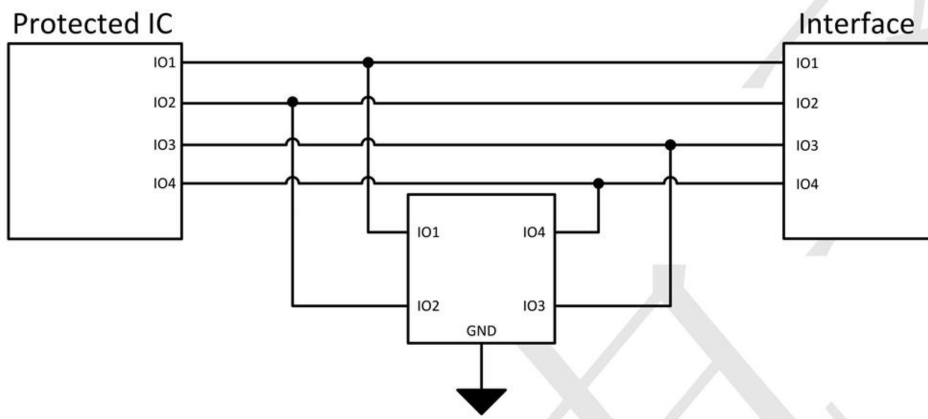 Protected IC
Interface
IO1
IO2
IO3
IO4
IO1
IO2
IO3
IO4
IO1
IO4
IO2
IO3
GND